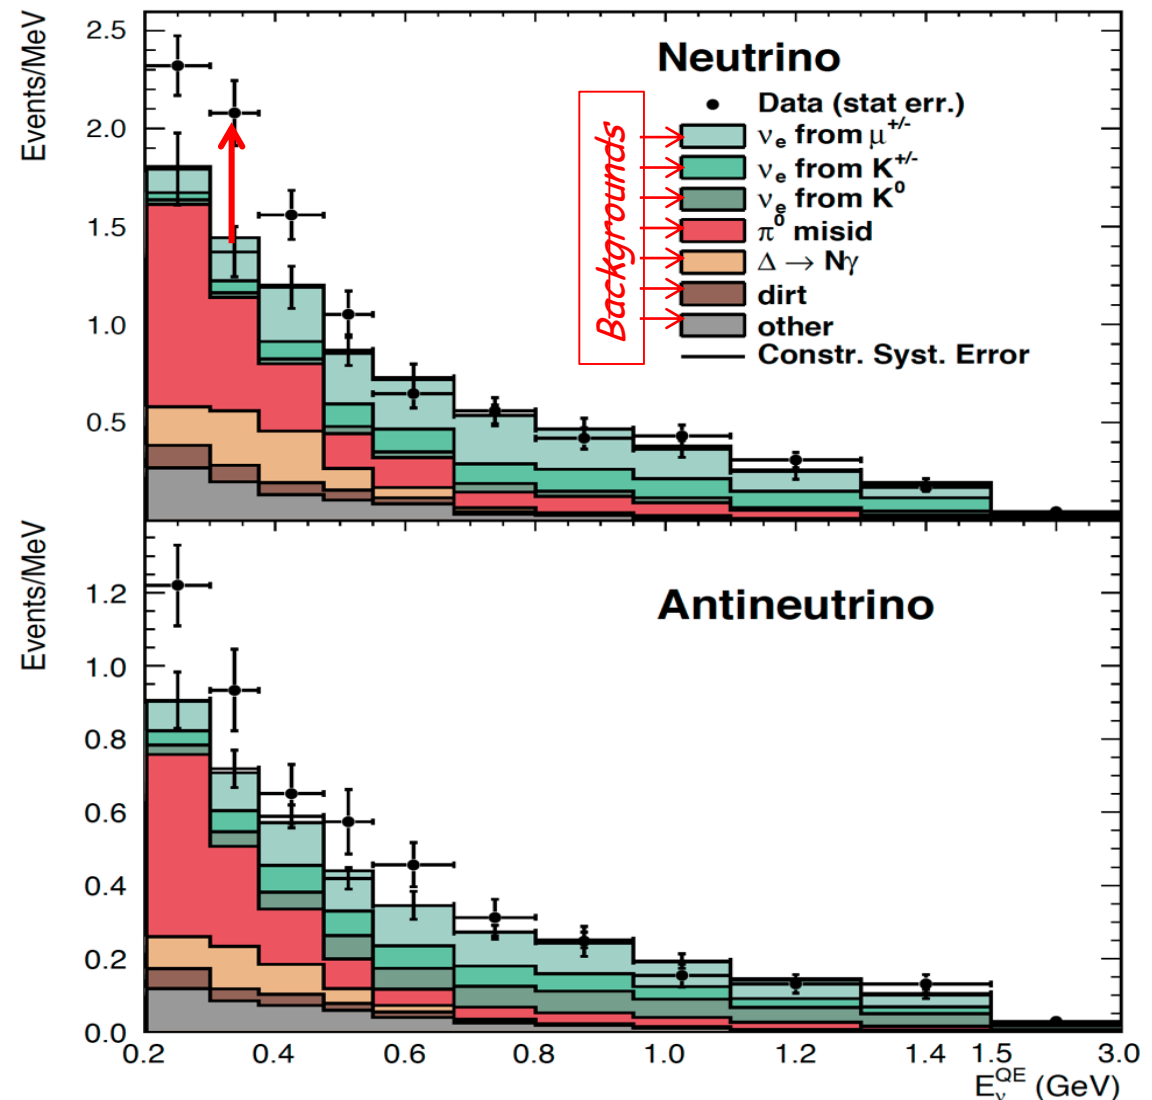 Events/MeV
2.5
2.0
1.5
1.0
0.5
Neutrino
Data (stat err.)
νe from μ+/-
νe from K+/-
νe from K0
π0 misid
Δ → Nγ
dirt
other
Constr. Syst. Error
Backgrounds
Events/MeV
1.2
1.0
0.8
0.6
0.4
0.2
0.0
Antineutrino
0.2 0.4 0.6 0.8 1.0 1.2 1.4 1.5 3.0
EνQE (GeV)